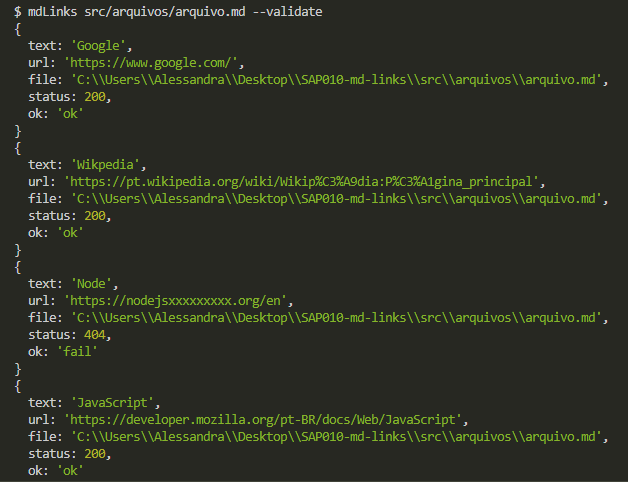 $ mdLinks src/arquivos/arquivo.md --validate
{
  text: 'Google',
  url: 'https://www.google.com/',
  file: 'C:\\Users\\Alessandra\\Desktop\\SAP010-md-links\\src\\arquivos\\arquivo.md',
  status: 200,
  ok: 'ok'
}
{
  text: 'Wikpedia',
  url: 'https://pt.wikipedia.org/wiki/Wikip%C3%A9dia:P%C3%A1gina_principal',
  file: 'C:\\Users\\Alessandra\\Desktop\\SAP010-md-links\\src\\arquivos\\arquivo.md',
  status: 200,
  ok: 'ok'
}
{
  text: 'Node',
  url: 'https://nodejsxxxxxxxxx.org/en',
  file: 'C:\\Users\\Alessandra\\Desktop\\SAP010-md-links\\src\\arquivos\\arquivo.md',
  status: 404,
  ok: 'fail'
}
{
  text: 'JavaScript',
  url: 'https://developer.mozilla.org/pt-BR/docs/Web/JavaScript',
  file: 'C:\\Users\\Alessandra\\Desktop\\SAP010-md-links\\src\\arquivos\\arquivo.md',
  status: 200,
  ok: 'ok'